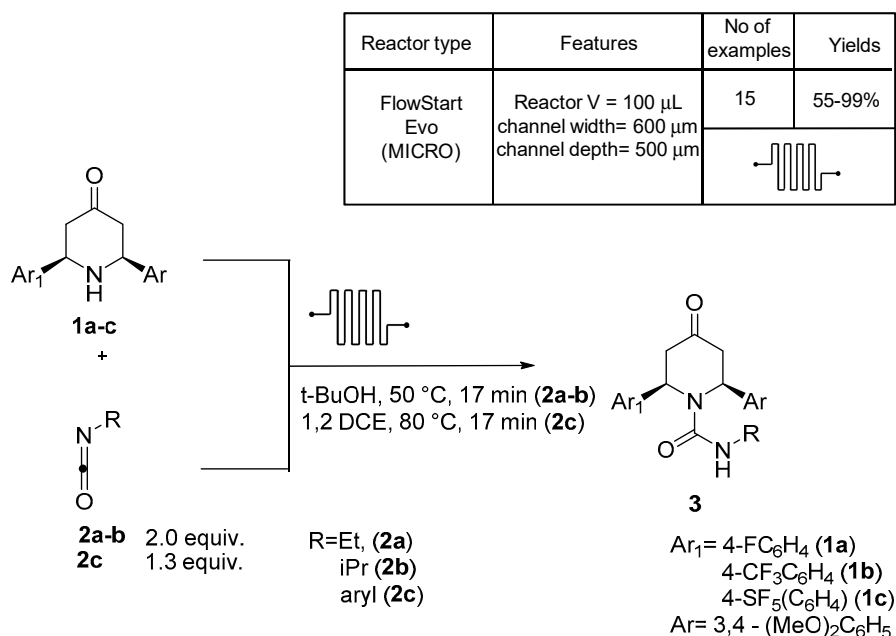 Reactor type
Features
No of
examples
Yields
FlowStart
Evo
(MICRO)
Reactor V = 100 μL
channel width= 600 μm
channel depth= 500 μm
15
55-99%
O
Ar1
N
H
Ar
1a-c
+
R
N
O
2a-b 2.0 equiv.
2c 1.3 equiv.
t-BuOH, 50 °C, 17 min (2a-b)
1,2 DCE, 80 °C, 17 min (2c)
R=Et, (2a)
iPr (2b)
aryl (2c)
O
Ar1
N
Ar
R
O
N
H
3
Ar1= 4-FC6H4 (1a)
4-CF3C6H4 (1b)
4-SF5(C6H4) (1c)
Ar= 3,4 - (MeO)2C6H5